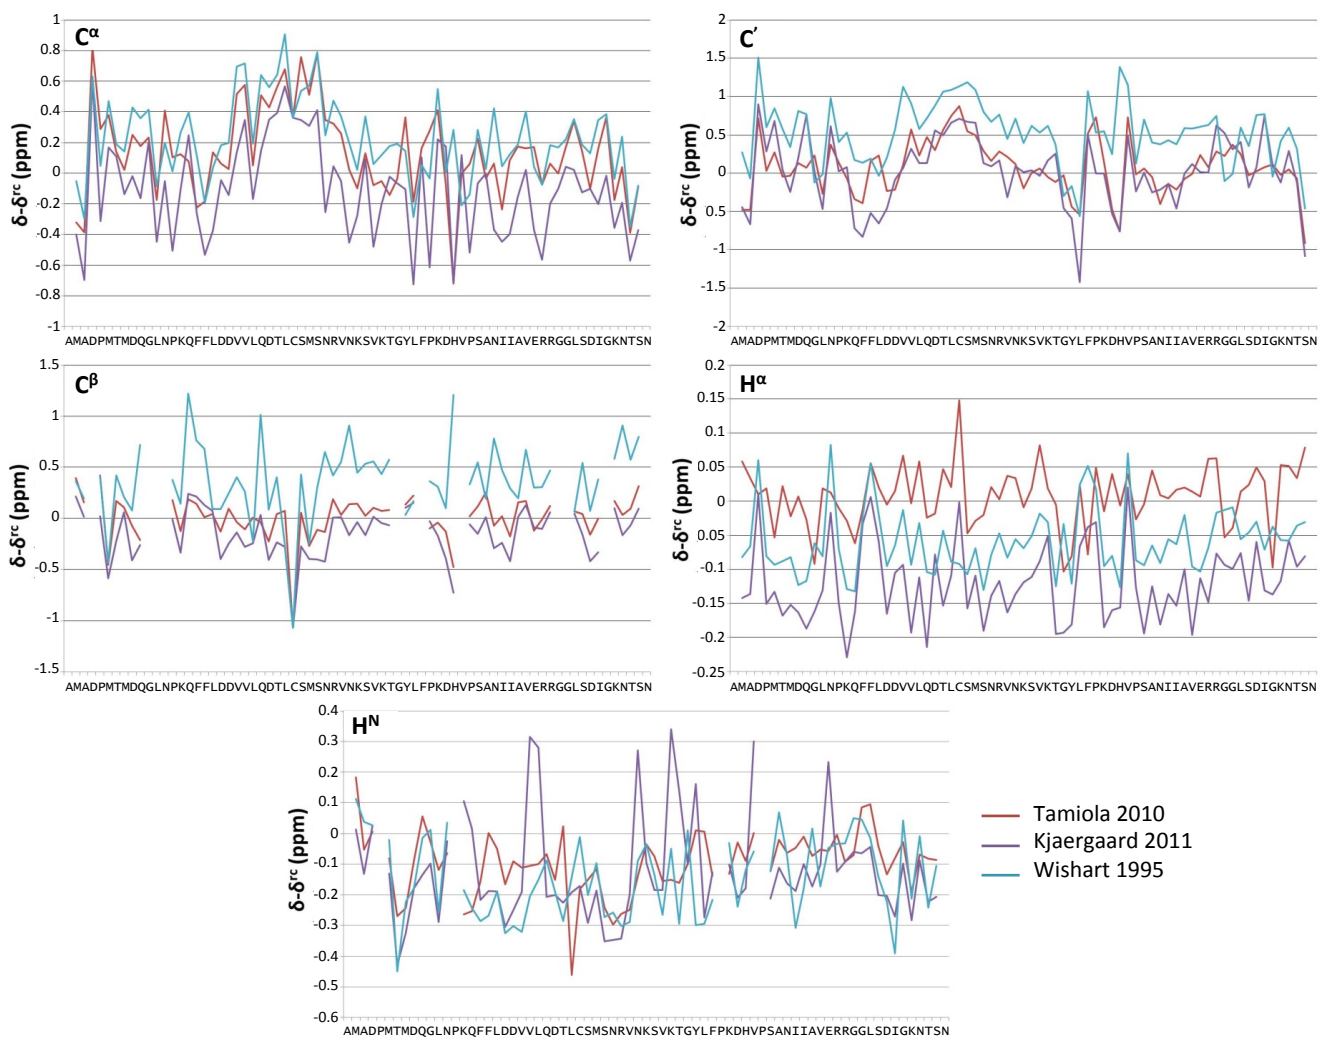 Cα
δ-δrc (ppm)
1
0.8
0.6
0.4
0.2
0
-0.2
-0.4
-0.6
-0.8
-1
AMADPMTMDQGLNPKQFFLDDVVLQDTLCSMSNRVNKSVKTGYLFPKDHVPSANIIAVERRGGLSDIGKNTSN
C′
δ-δrc (ppm)
2
1.5
1
0.5
0
-0.5
-1
-1.5
-2
AMADPMTMDQGLNPKQFFLDDVVLQDTLCSMSNRVNKSVKTGYLFPKDHVPSANIIAVERRGGLSDIGKNTSN
Cβ
δ-δrc (ppm)
1.5
1
0.5
0
-0.5
-1
-1.5
AMADPMTMDQGLNPKQFFLDDVVLQDTLCSMSNRVNKSVKTGYLFPKDHVPSANIIAVERRGGLSDIGKNTSN
Hα
δ-δrc (ppm)
0.2
0.15
0.1
0.05
0
0.05
-0.1
-0.15
-0.2
-0.25
AMADPMTMDQGLNPKQFFLDDVVLQDTLCSMSNRVNKSVKTGYLFPKDHVPSANIIAVERRGGLSDIGKNTSN
HN
δ-δrc (ppm)
0.4
0.3
0.2
0.1
0
-0.1
-0.2
-0.3
-0.4
-0.5
-0.6
AMADPMTMDQGLNPKQFFLDDVVLQDTLCSMSNRVNKSVKTGYLFPKDHVPSANIIAVERRGGLSDIGKNTSN
Tamiola 2010
Kjaergaard 2011
Wishart 1995